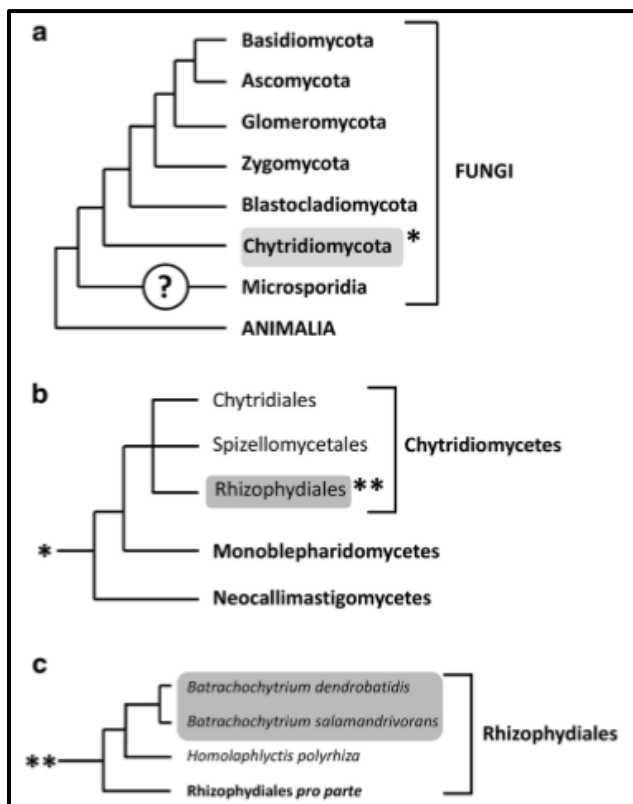 a
Basidiomycota
Ascomycota
Glomeromycota
Zygomycota
FUNGI
Blastocladiomycota
Chytridiomycota *
? Microsporidia
ANIMALIA
b
Chytridiales
Spizellomycetales
Chytridiomycetes
Rhizophydiales **
* Monoblepharidomycetes
Neocallimastigomycetes
c
Batrachochytrium dendrobatidis
Batrachochytrium salamandrivorans
Rhizophydiales
** Homolaphlyctis polyrhiza
Rhizophydiales pro parte